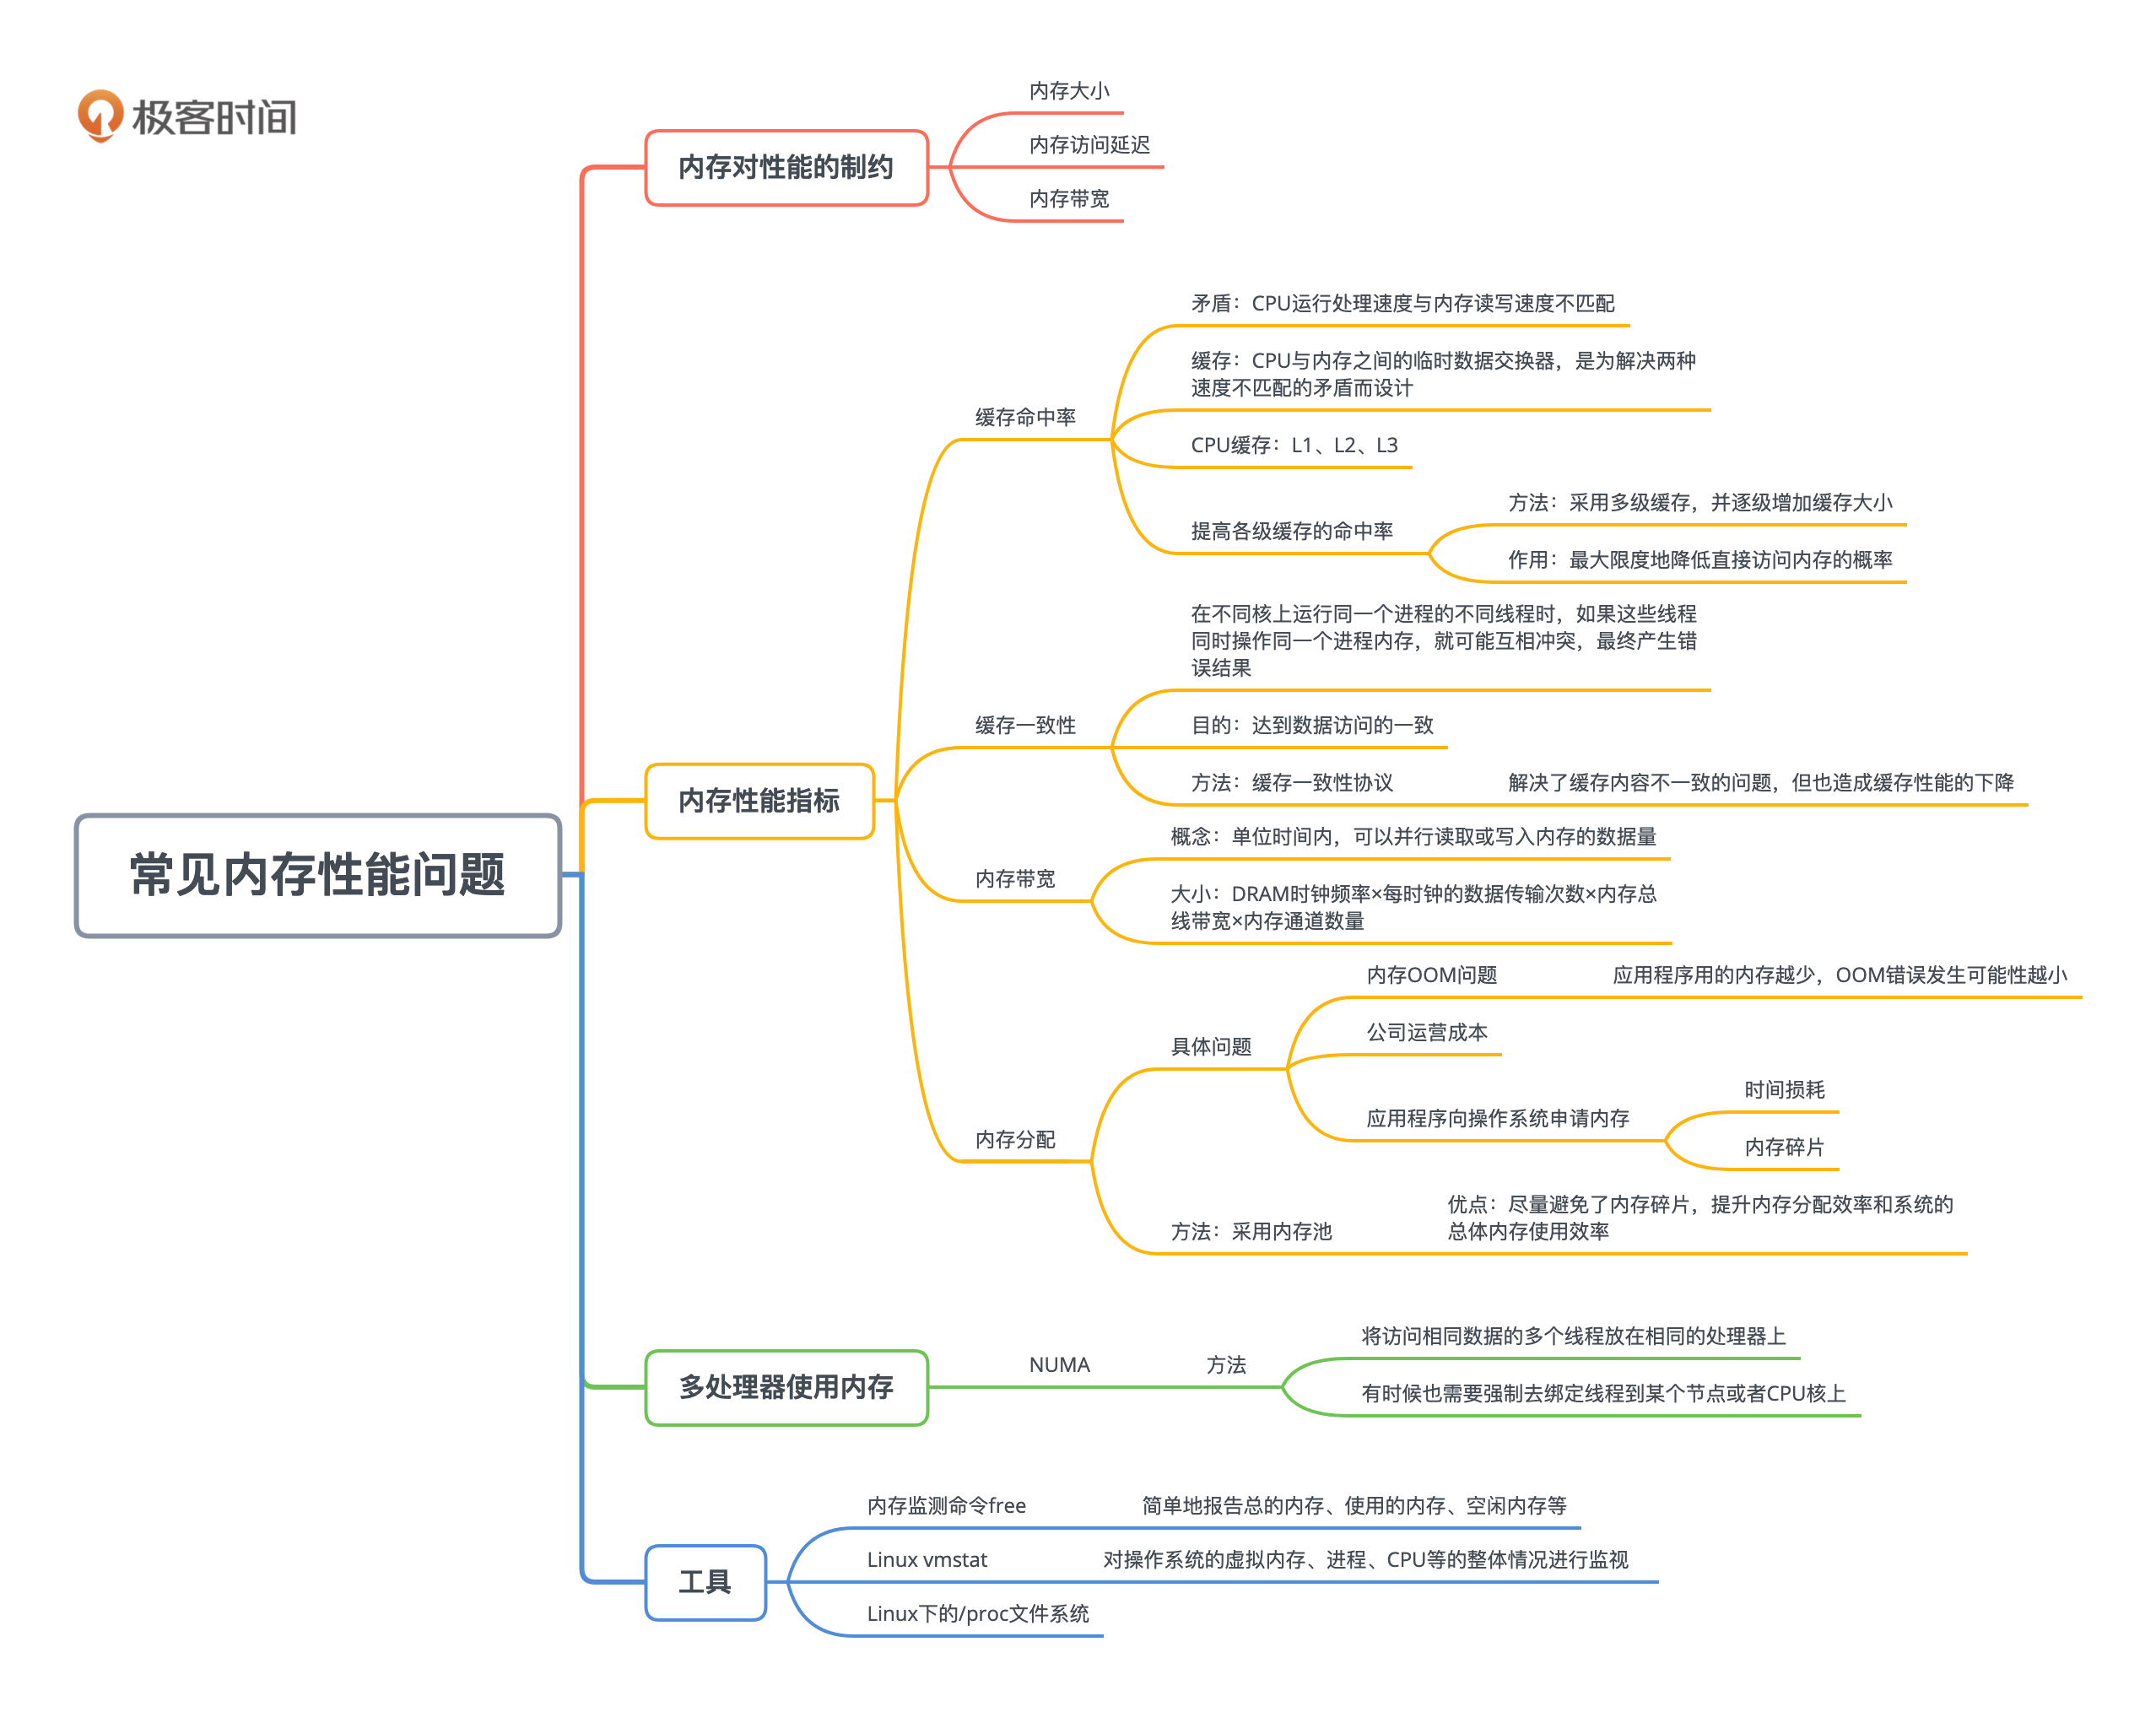 极客时间
常见内存性能问题
内存对性能的制约
内存大小
内存访问延迟
内存带宽
内存性能指标
缓存命中率
矛盾：CPU运行处理速度与内存读写速度不匹配
缓存：CPU与内存之间的临时数据交换器，是为解决两种
速度不匹配的矛盾而设计
CPU缓存：L1、L2、L3
提高各级缓存的命中率
方法：采用多级缓存，并逐级增加缓存大小
作用：最大限度地降低直接访问内存的概率
缓存一致性
在不同核上运行同一个进程的不同线程时，如果这些线程
同时操作同一个进程内存，就可能互相冲突，最终产生错
误结果
目的：达到数据访问的一致
方法：缓存一致性协议
解决了缓存内容不一致的问题，但也造成缓存性能的下降
内存带宽
概念：单位时间内，可以并行读取或写入内存的数据量
大小：DRAM时钟频率×每时钟的数据传输次数×内存总
线带宽×内存通道数量
内存分配
具体问题
内存OOM问题
应用程序用的内存越少，OOM错误发生可能性越小
公司运营成本
应用程序向操作系统申请内存
时间损耗
内存碎片
方法：采用内存池
优点：尽量避免了内存碎片，提升内存分配效率和系统的
总体内存使用效率
多处理器使用内存
NUMA
方法
将访问相同数据的多个线程放在相同的处理器上
有时候也需要强制去绑定线程到某个节点或者CPU核上
工具
内存监测命令free
简单地报告总的内存、使用的内存、空闲内存等
Linux vmstat
对操作系统的虚拟内存、进程、CPU等的整体情况进行监视
Linux下的/proc文件系统